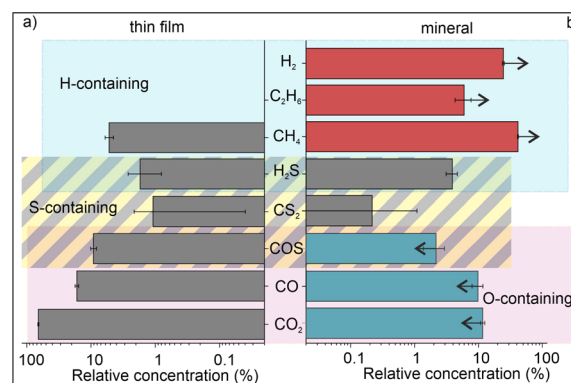 a) thin film mineral b
H-containing
H₂
C₂H₆
CH₄
H₂S
S-containing
CS₂
COS
CO
O-containing
CO₂
100 10 1 0.1 0.1 1 10 100
Relative concentration (%) Relative concentration (%)